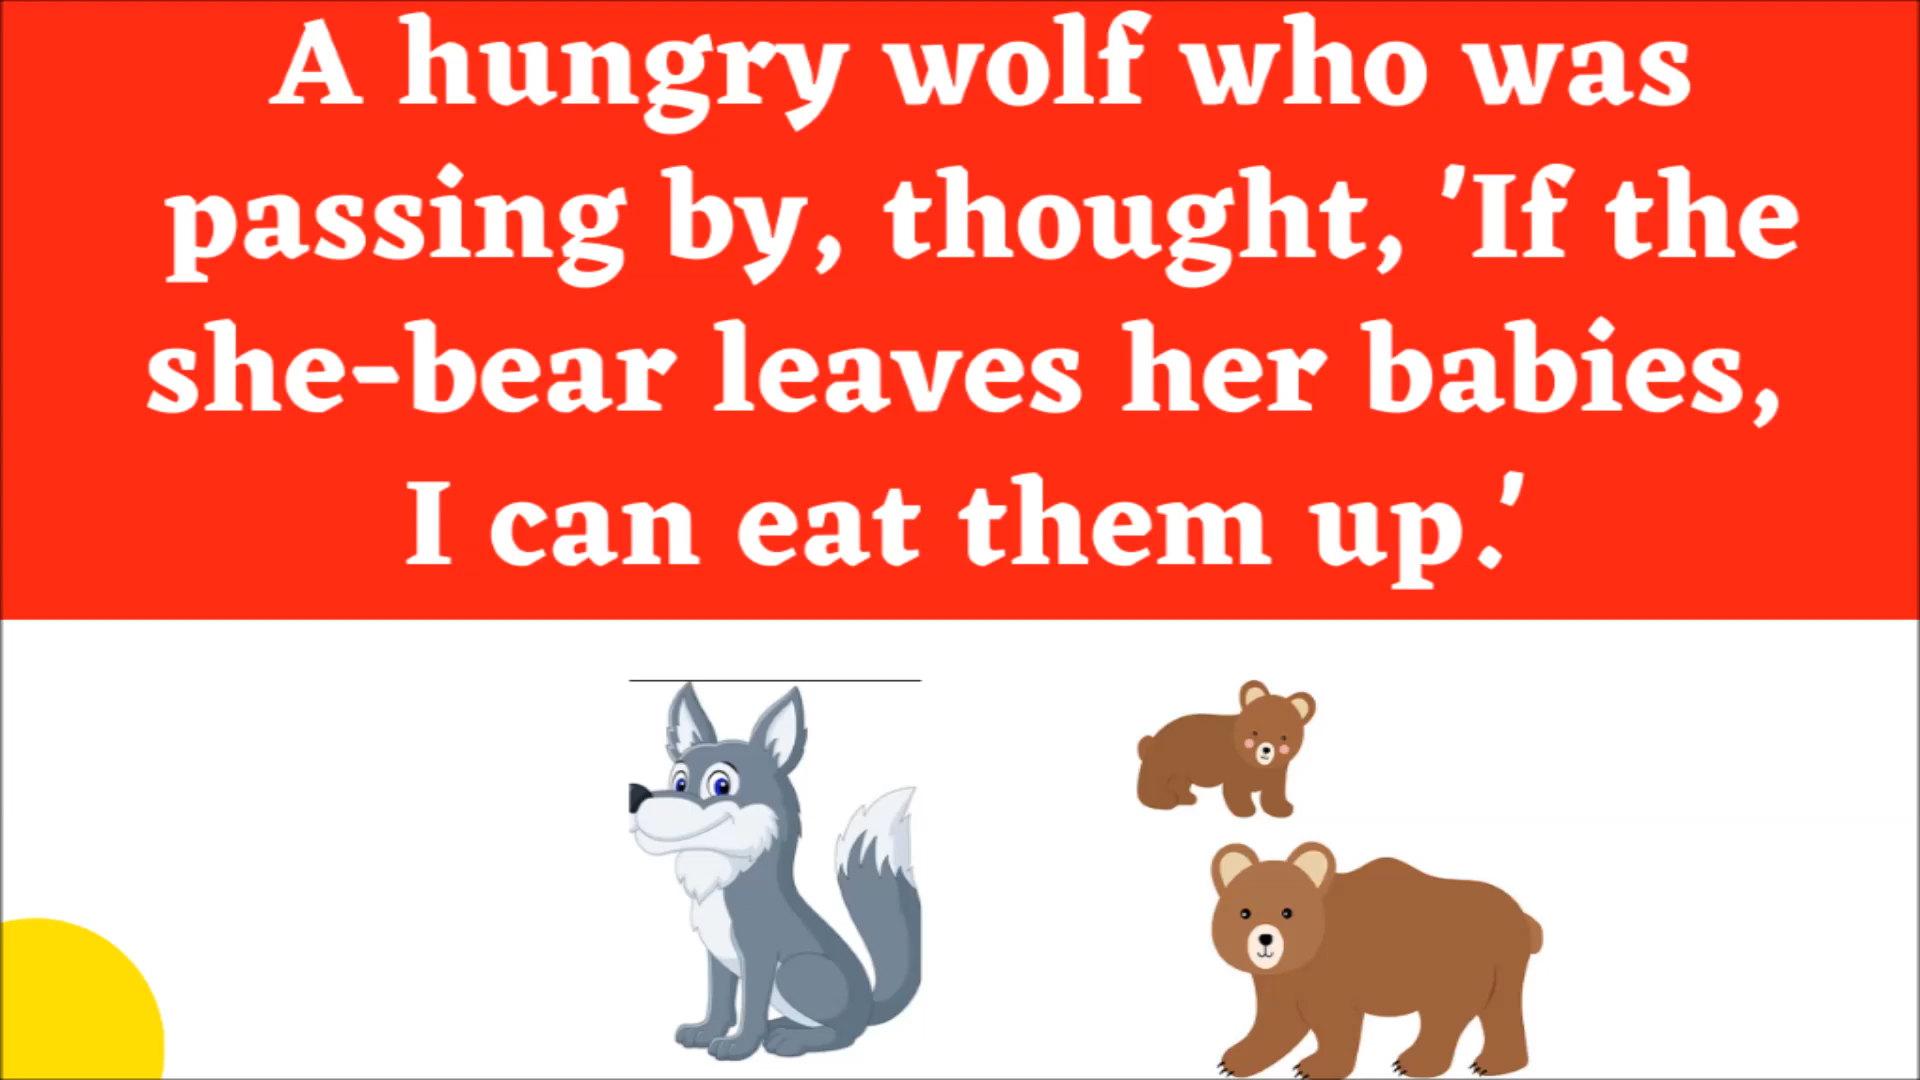 A hungry wolf who was
passing by, thought, 'If the
she-bear leaves her babies,
I can eat them up.'